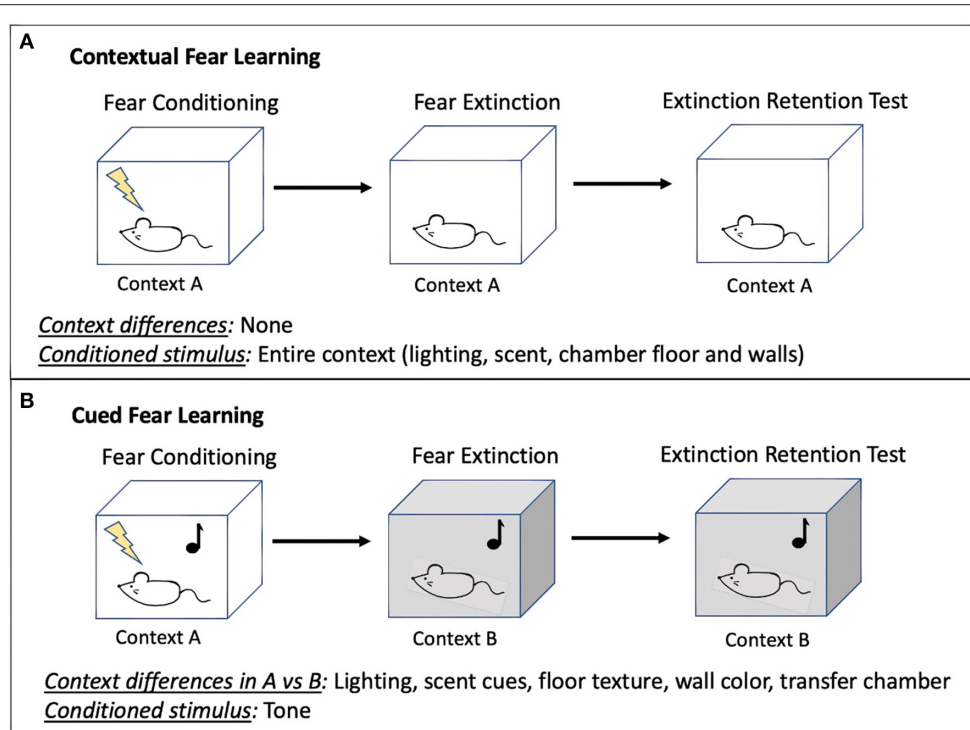 A
Contextual Fear Learning
Fear Conditioning
Fear Extinction
Extinction Retention Test
Context A
Context A
Context A
Context differences: None
Conditioned stimulus: Entire context (lighting, scent, chamber floor and walls)
B
Cued Fear Learning
Fear Conditioning
Fear Extinction
Extinction Retention Test
Context A
Context B
Context B
Context differences in A vs B: Lighting, scent cues, floor texture, wall color, transfer chamber
Conditioned stimulus: Tone